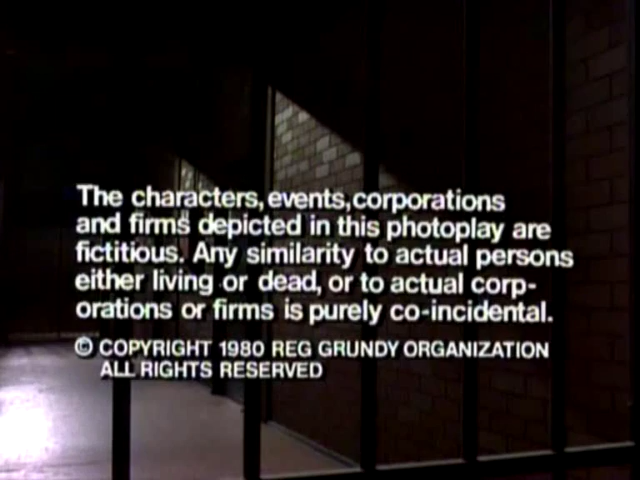 The characters, events, corporations
and firms depicted in this photoplay are
fictitious. Any similarity to actual persons
either living or dead, or to actual corp-
orations or firms is purely co-incidental.
© COPYRIGHT 1980 REG GRUNDY ORGANIZATION
ALL RIGHTS RESERVED